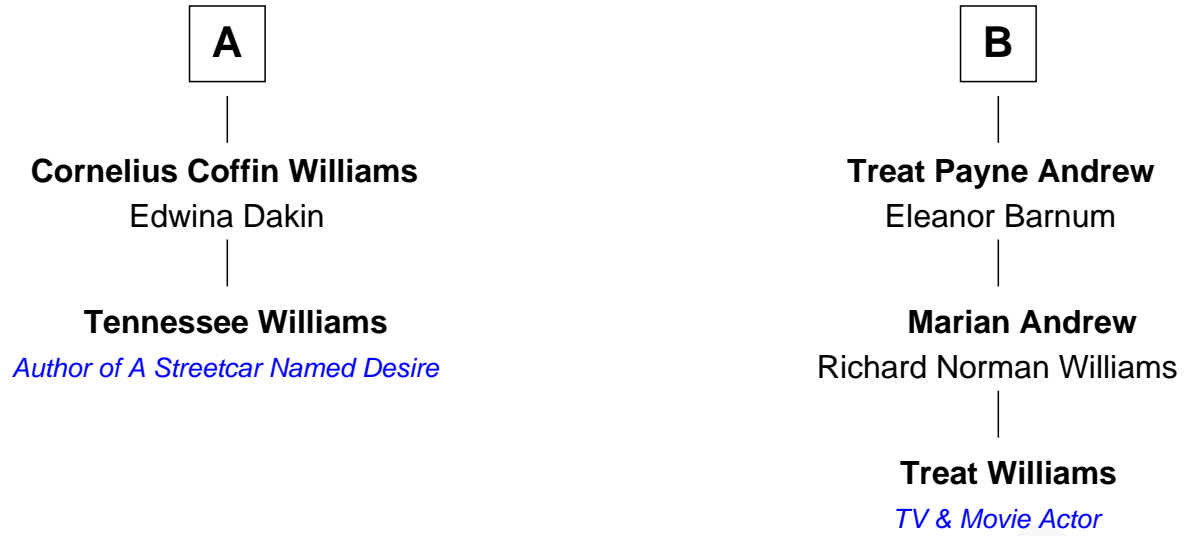 A
Cornelius Coffin Williams
Edwina Dakin
Tennessee Williams
Author of A Streetcar Named Desire
B
Treat Payne Andrew
Eleanor Barnum
Marian Andrew
Richard Norman Williams
Treat Williams
TV & Movie Actor